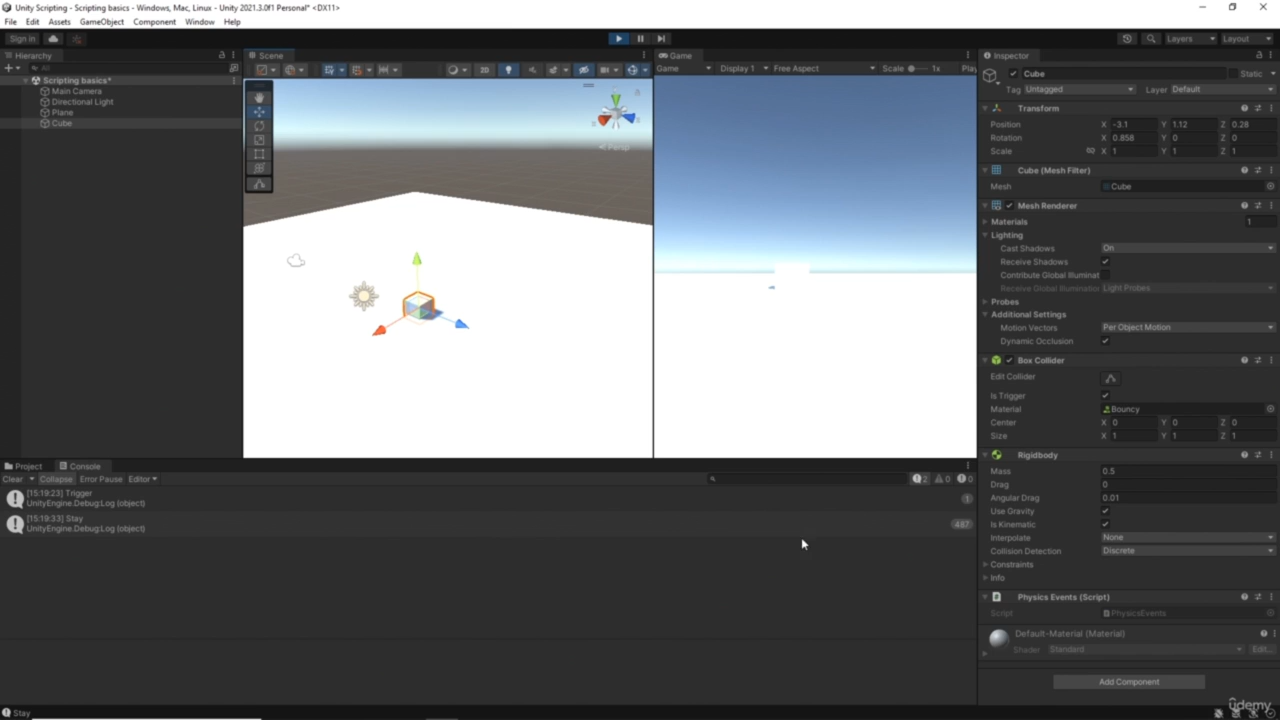 Unity Scripting - Scripting basics - Windows, Mac, Linux - Unity 2021.3.0f1 Personal* <DX11>
File Edit Assets GameObject Component Window Help
Sign in
Layers Layout
Hierarchy
All
Scripting basics*
Main Camera
Directional Light
Plane
Cube
Scene
2D
Persp
Game
Game Display 1 Free Aspect Scale 1x Play
Inspector
Cube Static
Tag Untagged Layer Default
Transform
Position X -3.1 Y 1.12 Z 0.28
Rotation X 0.858 Y 0 Z 0
Scale X 1 Y 1 Z 1
Cube (Mesh Filter)
Mesh Cube
Mesh Renderer
Materials 1
Lighting
Cast Shadows On
Receive Shadows
Contribute Global Illuminat
Receive Global Illumination Light Probes
Probes
Additional Settings
Motion Vectors Per Object Motion
Dynamic Occlusion
Box Collider
Edit Collider
Is Trigger
Material Bouncy
Center X 0 Y 0 Z 0
Size X 1 Y 1 Z 1
Rigidbody
Mass 0.5
Drag 0
Angular Drag 0.01
Use Gravity
Is Kinematic
Interpolate None
Collision Detection Discrete
Constraints
Info
Physics Events (Script)
Script PhysicsEvents
Default-Material (Material)
Shader Standard Edit...
Add Component
Project Console
Clear Collapse Error Pause Editor 2 0 0
[15:19:23] Trigger
UnityEngine.Debug:Log (object)
1
[15:19:33] Stay
UnityEngine.Debug:Log (object)
487
Stay
udemy